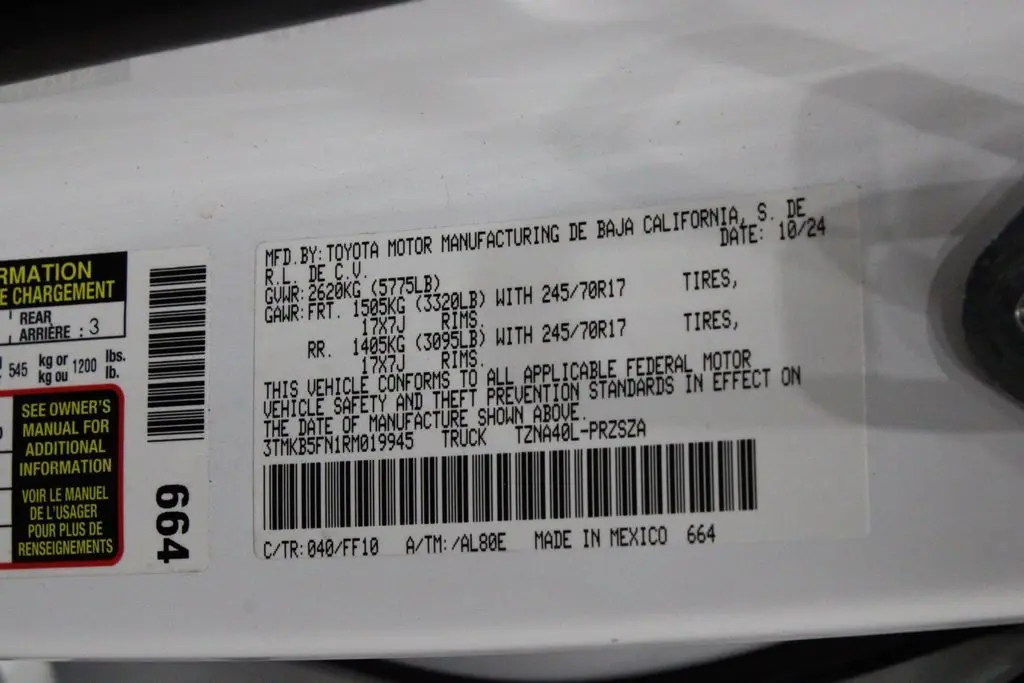 RMATION
E CHARGEMENT
REAR
ARRIÈRE : 3
545 kg or 1200 lbs.
kg ou lb.
SEE OWNER'S
MANUAL FOR
ADDITIONAL
INFORMATION
VOIR LE MANUEL
DE L'USAGER
POUR PLUS DE
RENSEIGNEMENTS
664
MFD. BY: TOYOTA MOTOR MANUFACTURING DE BAJA CALIFORNIA, S. DE
R.L. DE C.V. DATE: 10/24
GVWR: 2620KG (5775LB)
GAWR: FRT. 1505KG (3320LB) WITH 245/70R17 TIRES,
17X7J RIMS.
RR. 1405KG (3095LB) WITH 245/70R17 TIRES,
17X7J RIMS.
THIS VEHICLE CONFORMS TO ALL APPLICABLE FEDERAL MOTOR
VEHICLE SAFETY AND THEFT PREVENTION STANDARDS IN EFFECT ON
THE DATE OF MANUFACTURE SHOWN ABOVE.
3TMKB5FN1RM019945 TRUCK TZNA40L-PRZSZA
C/TR: 040/FF10 A/TM: /AL80E MADE IN MEXICO 664